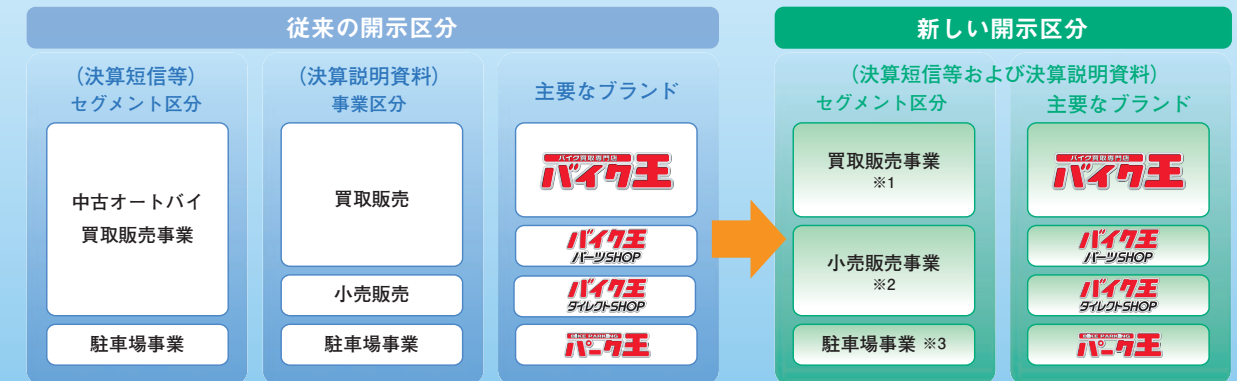 従来の開示区分
(決算短信等)
セグメント区分
中古オートバイ
買取販売事業
駐車場事業
(決算説明資料)
事業区分
買取販売
小売販売
駐車場事業
主要なブランド
バイク買取専門店
バイク王
バイク王
パーツSHOP
バイク王
ダイレクトSHOP
BIKE PARKING
パーク王
新しい開示区分
(決算短信等および決算説明資料)
セグメント区分
主要なブランド
買取販売事業
※1
小売販売事業
※2
駐車場事業 ※3
バイク買取専門店
バイク王
バイク王
パーツSHOP
バイク王
ダイレクトSHOP
BIKE PARKING
パーク王